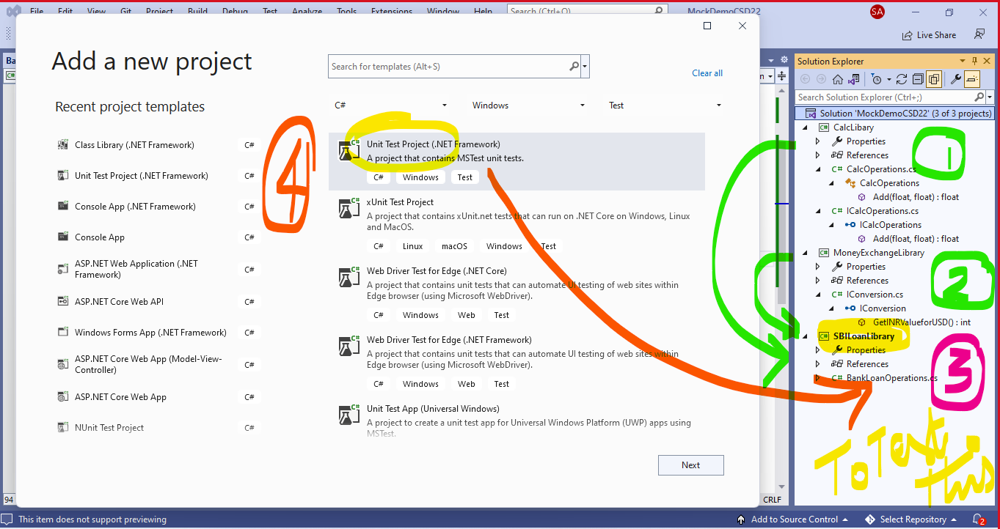 File Edit View Git Project Build Debug Test Analyze Tools Extensions Window Help Search (Ctrl+Q) MockDemoCSD22 SA
Live Share
Ba
Add a new project
Search for templates (Alt+S)
Clear all
Recent project templates
C# Windows Test
Class Library (.NET Framework) C#
Unit Test Project (.NET Framework) C#
Console App (.NET Framework) C#
Console App C#
ASP.NET Web Application (.NET
Framework) C#
ASP.NET Core Web API C#
Windows Forms App (.NET Framework) C#
ASP.NET Core Web App (Model-View-
Controller) C#
ASP.NET Core Web App C#
NUnit Test Project C#
4
Unit Test Project (.NET Framework)
A project that contains MSTest unit tests.
C# Windows Test
xUnit Test Project
A project that contains xUnit.net tests that can run on .NET Core on Windows, Linux
and MacOS.
C# Linux macOS Windows Test
Web Driver Test for Edge (.NET Core)
A project that contains unit tests that can automate UI testing of web sites within
Edge browser (using Microsoft WebDriver).
C# Windows Web Test
Web Driver Test for Edge (.NET Framework)
A project that contains unit tests that can automate UI testing of web sites within
Edge browser (using Microsoft WebDriver).
C# Windows Web Test
Unit Test App (Universal Windows)
A project to create a unit test app for Universal Windows Platform (UWP) apps using
MSTest.
Next
Solution Explorer
Search Solution Explorer (Ctrl+;)
Solution 'MockDemoCSD22' (3 of 3 projects)
C# CalcLibary
Properties
References
C# CalcOperations.cs
CalcOperations
Add(float, float) : float
C# ICalcOperations.cs
ICalcOperations
Add(float, float) : float
C# MoneyExchangeLibrary
Properties
References
C# IConversion.cs
IConversion
GetINRValueforUSD() : int
C# SBILoanLibrary
Properties
References
C# BankLoanOperations.cs
1
2
3
To Test
this
94
CRLF
This item does not support previewing
Add to Source Control Select Repository 2